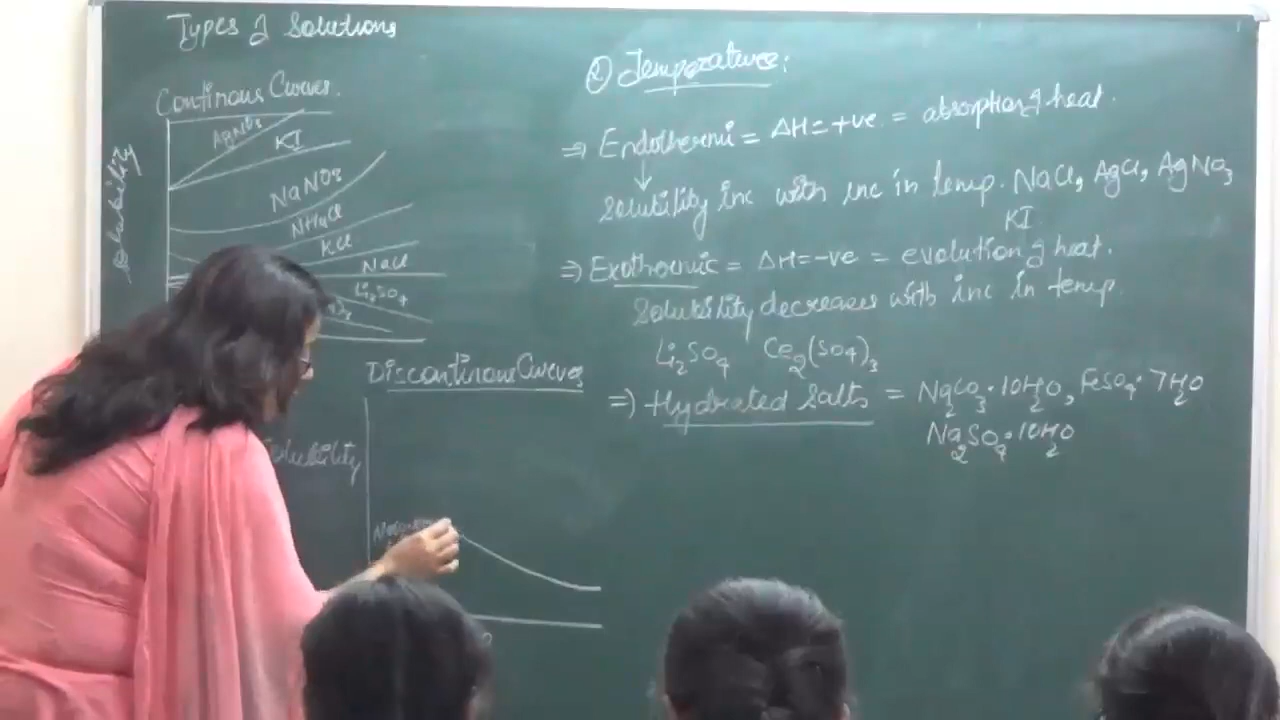 Types of Solutions
Continous Curves.
Solubility
AgNO3
KI
NaNO3
NH4Cl
KCl
NaCl
Li2SO4
Discontinous Curves
Solubility
② Temperature:
⇒ Endothermic = ΔH = +ve = absorption of heat.
Solubility inc with inc in temp. NaCl, AgCl, AgNO3
KI
⇒ Exothermic = ΔH = -ve = evolution of heat.
Solubility decreases with inc in temp.
Li2SO4 Ce2(SO4)3
⇒ Hydrated Salts = Na2CO3·10H2O, FeSO4·7H2O
Na2SO4·10H2O